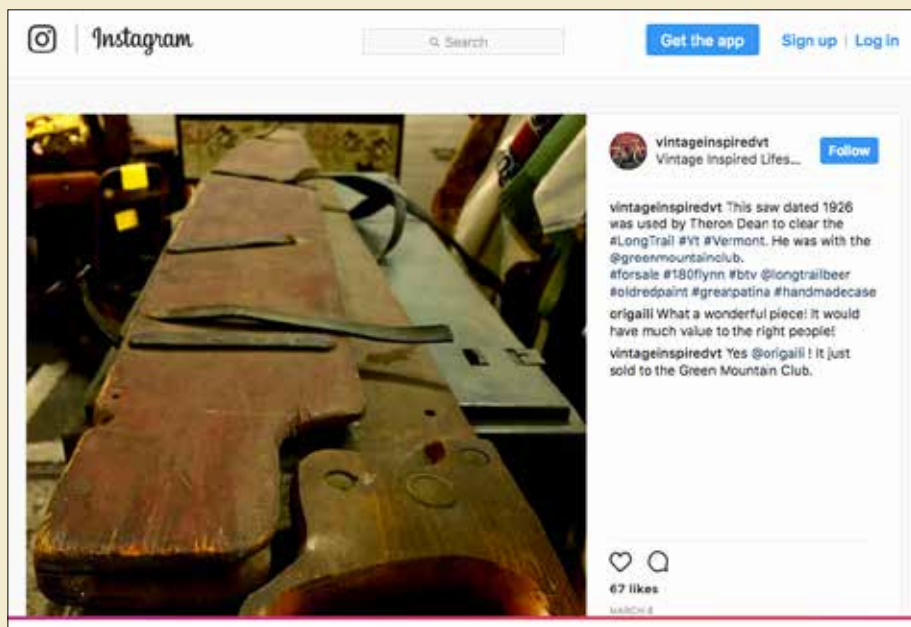 Instagram
Search
Get the app
Sign up | Log in
vintageinspiredvt
Vintage Inspired Lifes...
Follow
vintageinspiredvt This saw dated 1926
was used by Theron Dean to clear the
#LongTrail #Vt #Vermont. He was with the
@greenmountainclub.
#forsale #180flynn #btv @longtrailbeer
#oldredpaint #greatpatina #handmadecase
origaili What a wonderful piece! It would
have much value to the right people!
vintageinspiredvt Yes @origaili ! It just
sold to the Green Mountain Club.
67 likes
MARCH